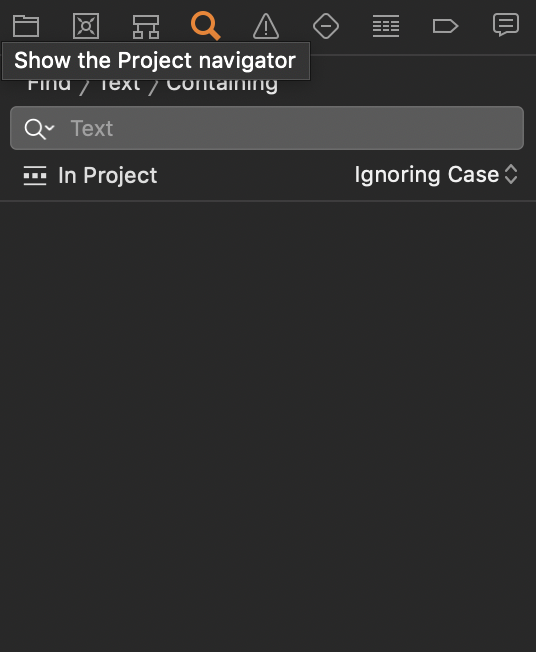 Show the Project navigator
Find / Text / Containing
Text
In Project
Ignoring Case